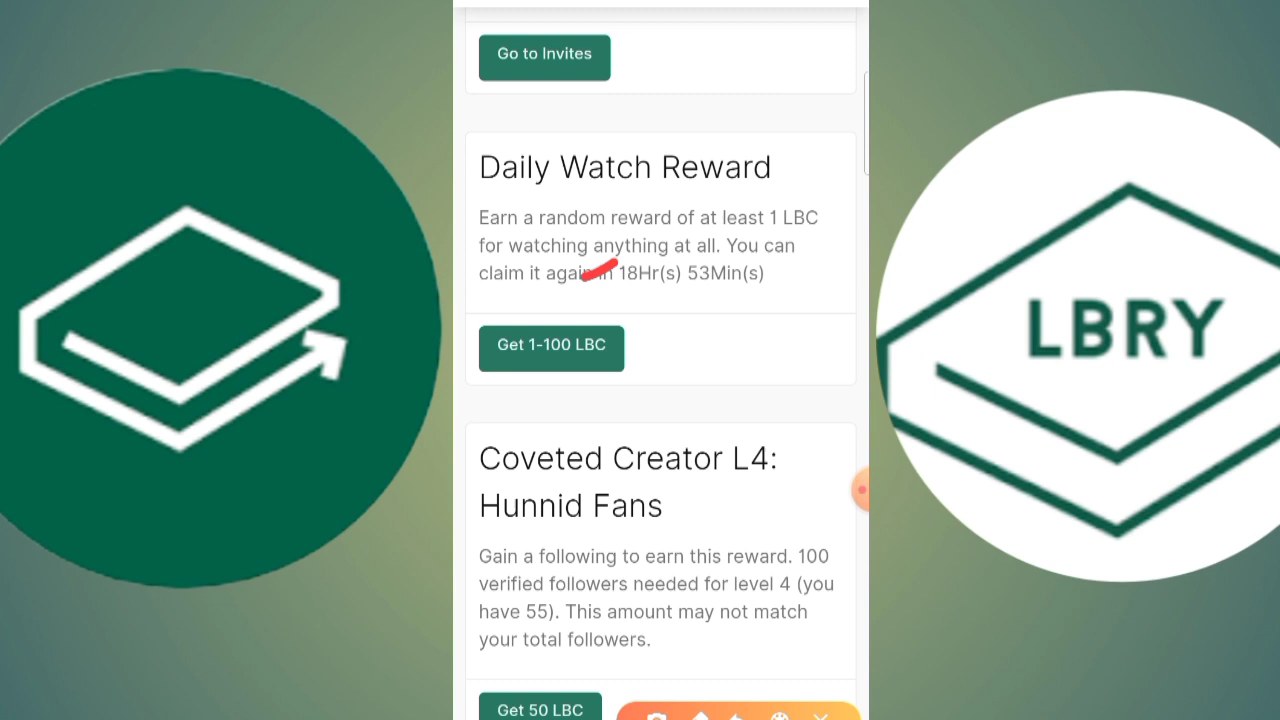 Go to Invites
Daily Watch Reward
Earn a random reward of at least 1 LBC
for watching anything at all. You can
claim it again in 18Hr(s) 53Min(s)
Get 1-100 LBC
Coveted Creator L4:
Hunnid Fans
Gain a following to earn this reward. 100
verified followers needed for level 4 (you
have 55). This amount may not match
your total followers.
Get 50 LBC
LBRY